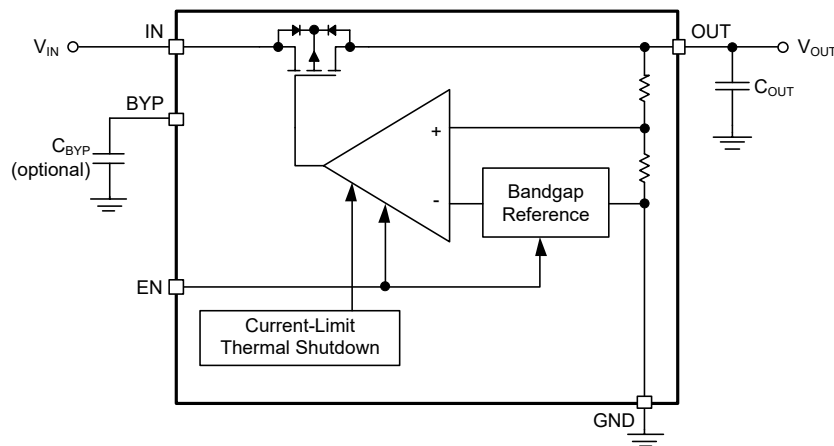 IN
OUT
V_IN
V_OUT
C_OUT
BYP
C_BYP
(optional)
+
-
Bandgap
Reference
EN
Current-Limit
Thermal Shutdown
GND